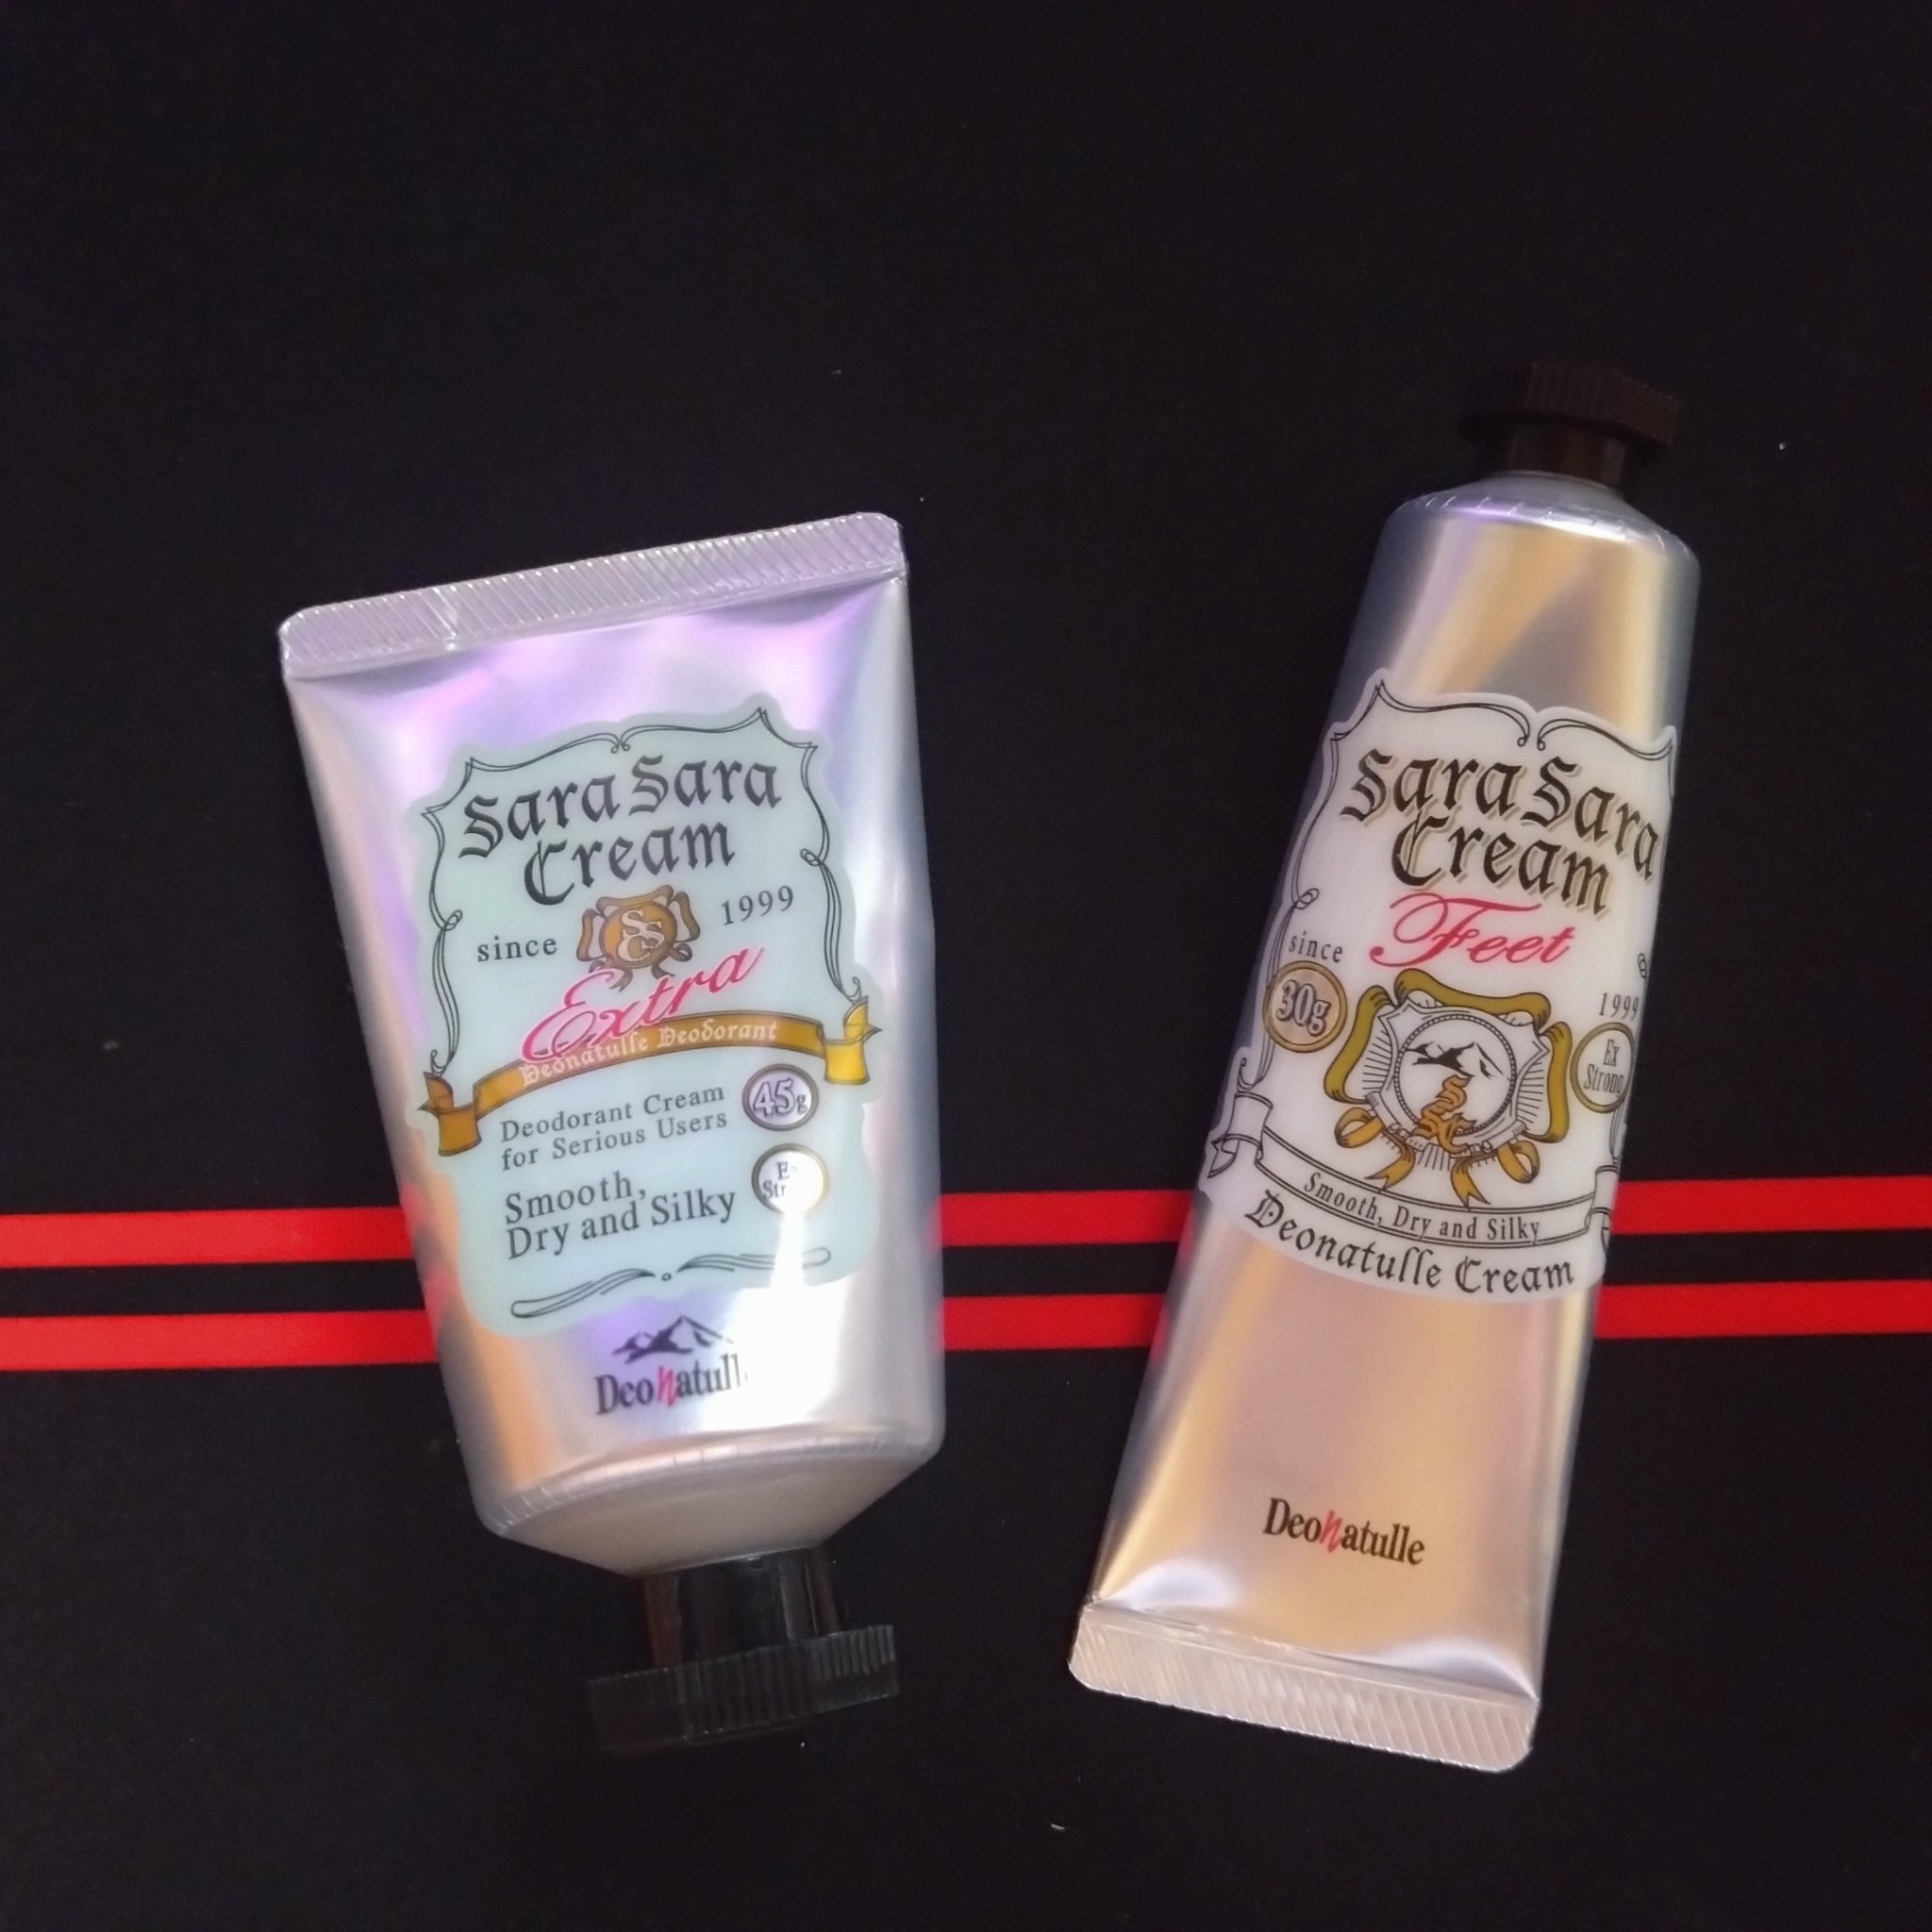 Sara Sara
Cream
since 1999
Extra
Deonatulle Deodorant
Deodorant Cream
for Serious Users
45g
Smooth,
Dry and Silky
Sara Sara
Cream
Feet
since
1999
30g
Ex
Strong
Smooth, Dry and Silky
Deonatulle Cream
Deonatulle